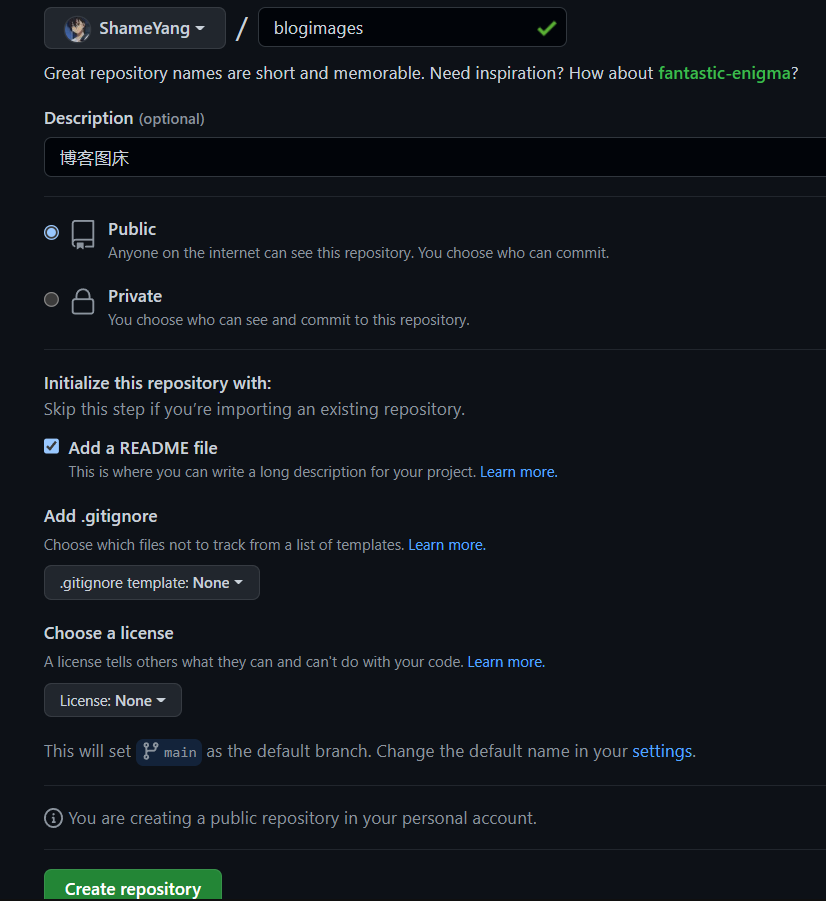 ShameYang / blogimages
Great repository names are short and memorable. Need inspiration? How about fantastic-enigma?
Description (optional)
博客图床
Public
Anyone on the internet can see this repository. You choose who can commit.
Private
You choose who can see and commit to this repository.
Initialize this repository with:
Skip this step if you’re importing an existing repository.
Add a README file
This is where you can write a long description for your project. Learn more.
Add .gitignore
Choose which files not to track from a list of templates. Learn more.
.gitignore template: None
Choose a license
A license tells others what they can and can't do with your code. Learn more.
License: None
This will set main as the default branch. Change the default name in your settings.
You are creating a public repository in your personal account.
Create repository